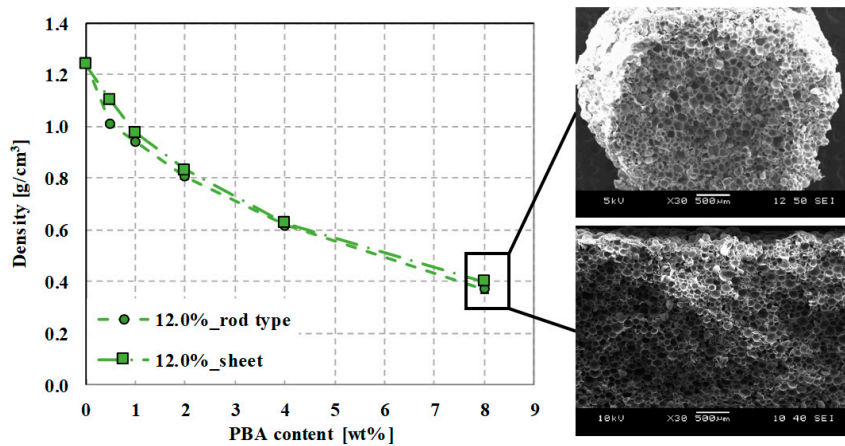 1.4
1.2
1.0
0.8
0.6
0.4
0.2
0.0
Density [g/cm³]
12.0%_rod type
12.0%_sheet
0 1 2 3 4 5 6 7 8 9
PBA content [wt%]
5kV X30 500μm 12 50 SEI
10kV X30 500μm 10 40 SEI